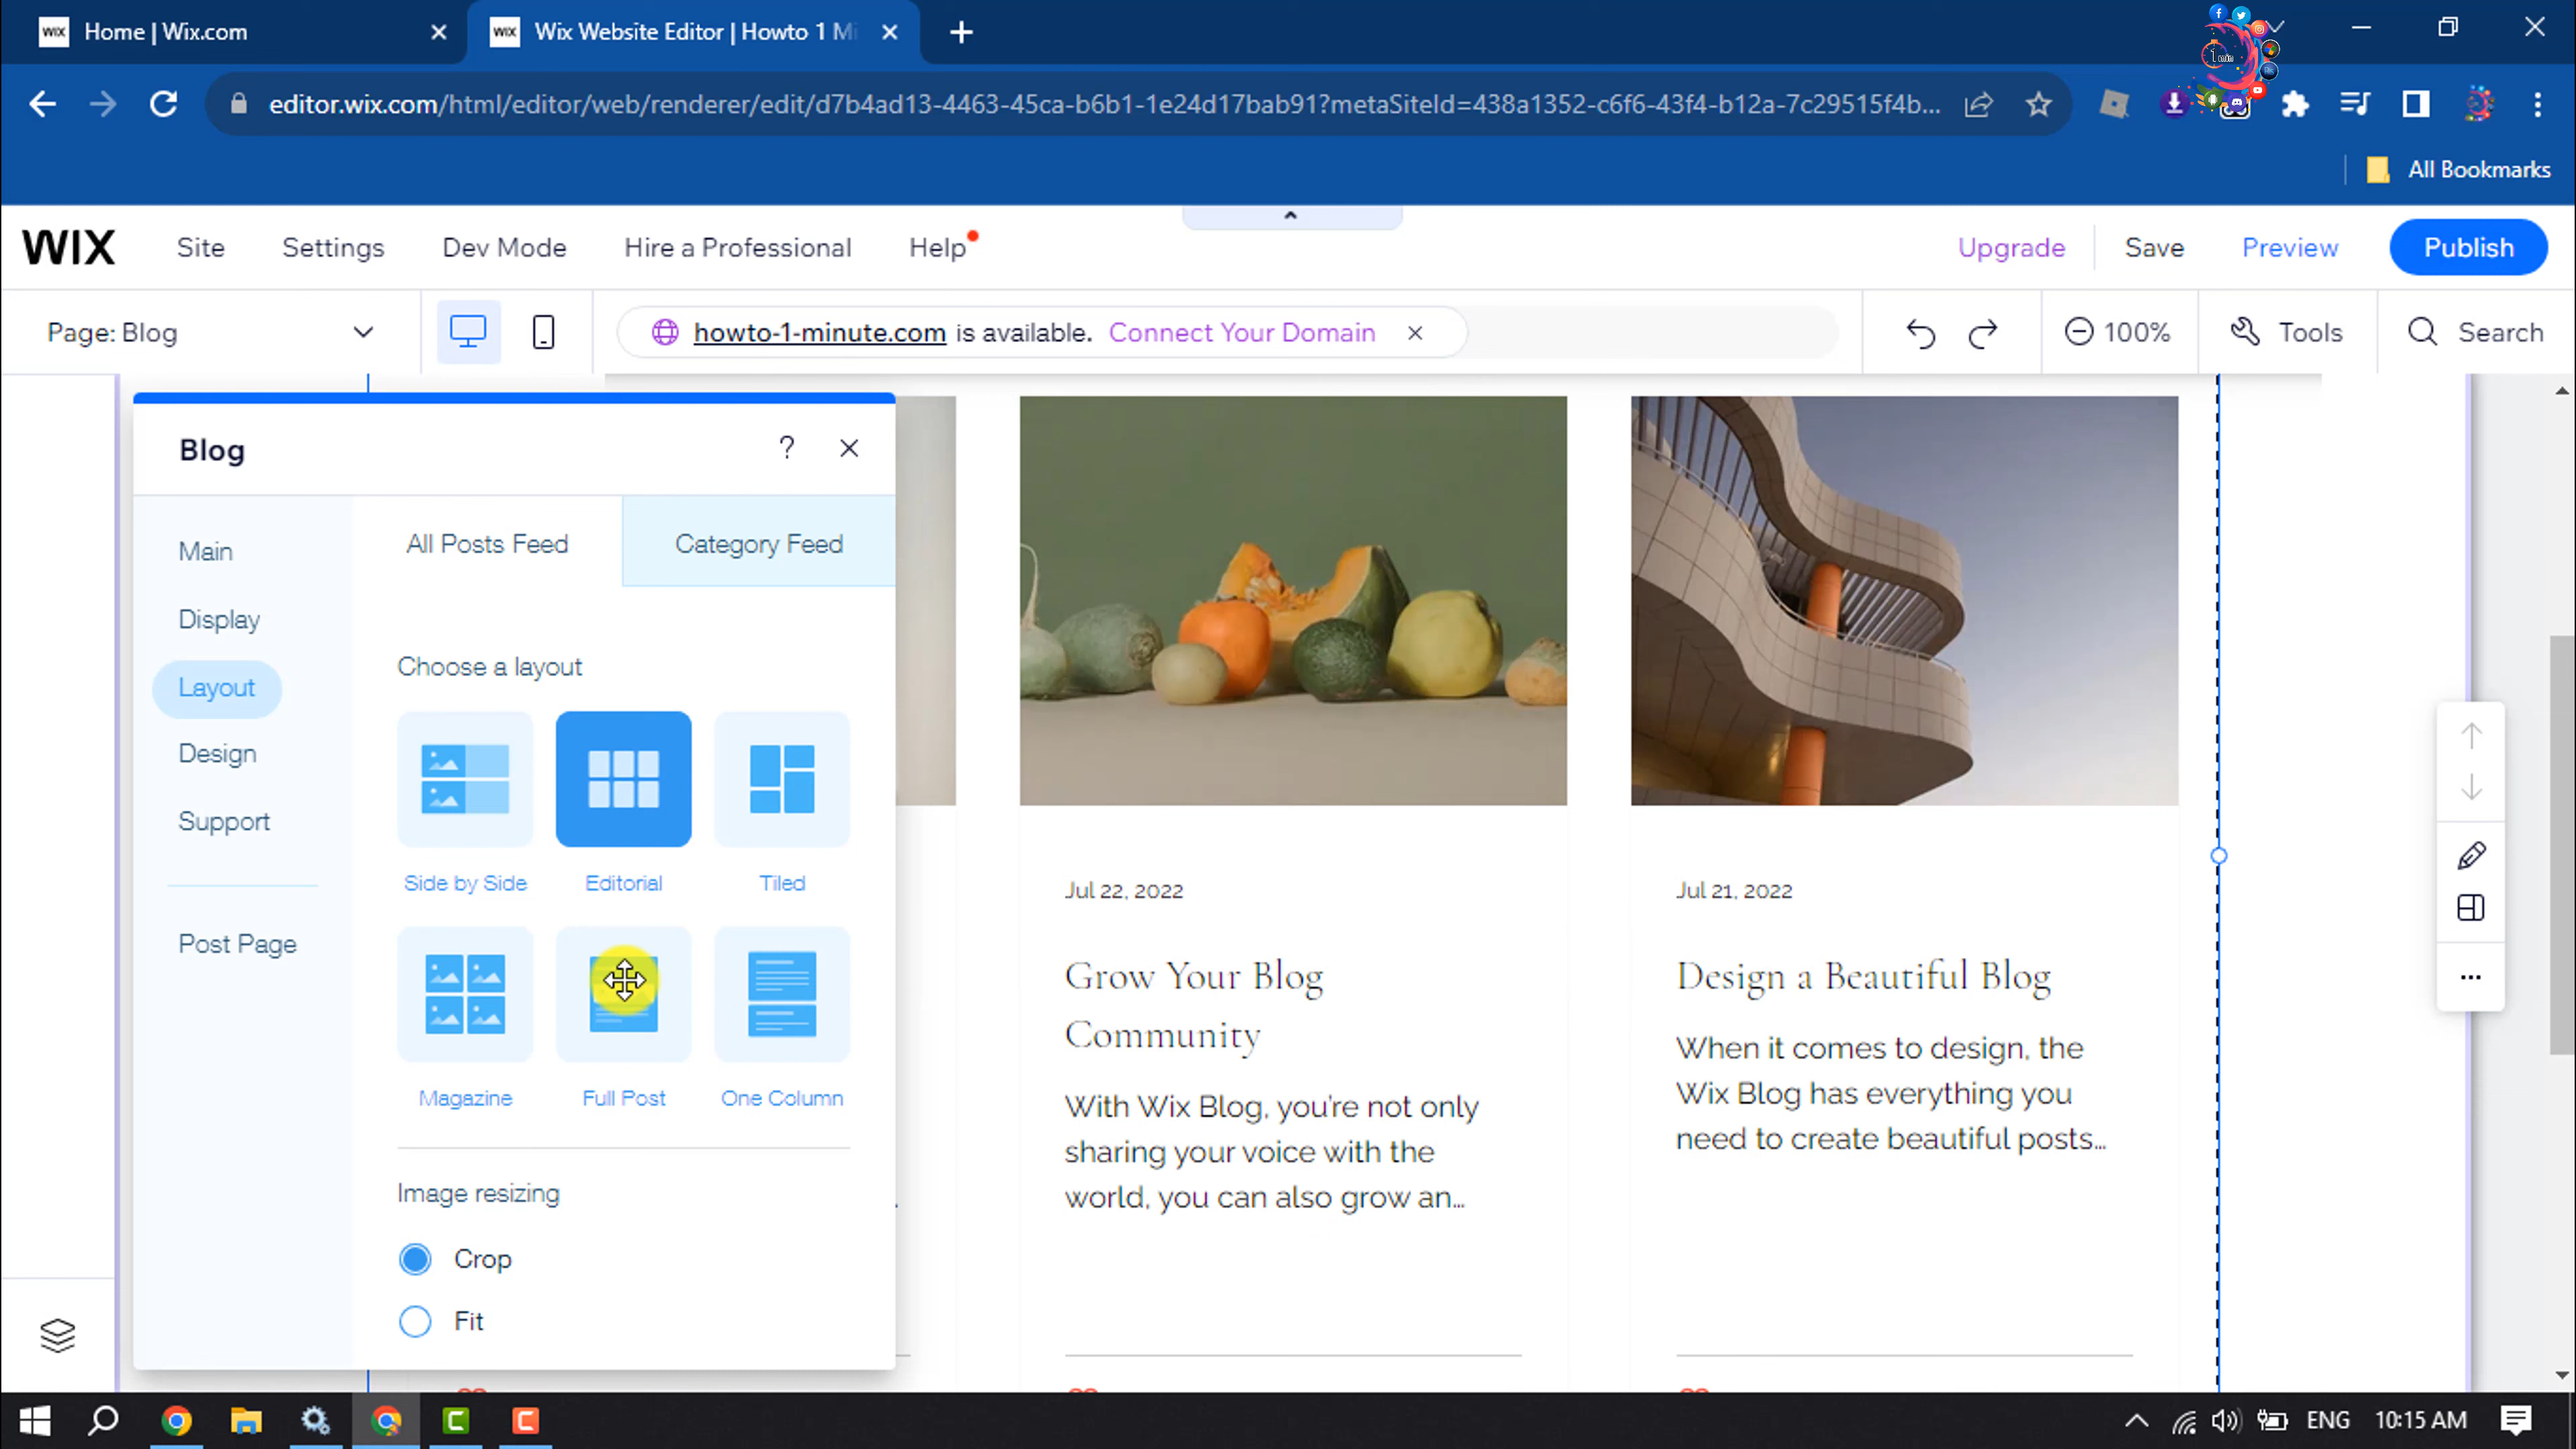 WIX Home | Wix.com
WIX Wix Website Editor | Howto 1 Mi
editor.wix.com/html/editor/web/renderer/edit/d7b4ad13-4463-45ca-b6b1-1e24d17bab91?metaSiteId=438a1352-c6f6-43f4-b12a-7c29515f4b...
All Bookmarks
WIX Site Settings Dev Mode Hire a Professional Help
Upgrade Save Preview Publish
Page: Blog
howto-1-minute.com is available. Connect Your Domain
100% Tools Search
Blog ?
Main
Display
Layout
Design
Support
Post Page
All Posts Feed Category Feed
Choose a layout
Side by Side Editorial Tiled
Magazine Full Post One Column
Image resizing
Crop
Fit
Jul 22, 2022
Grow Your Blog
Community
With Wix Blog, you're not only
sharing your voice with the
world, you can also grow an...
Jul 21, 2022
Design a Beautiful Blog
When it comes to design, the
Wix Blog has everything you
need to create beautiful posts...
ENG 10:15 AM